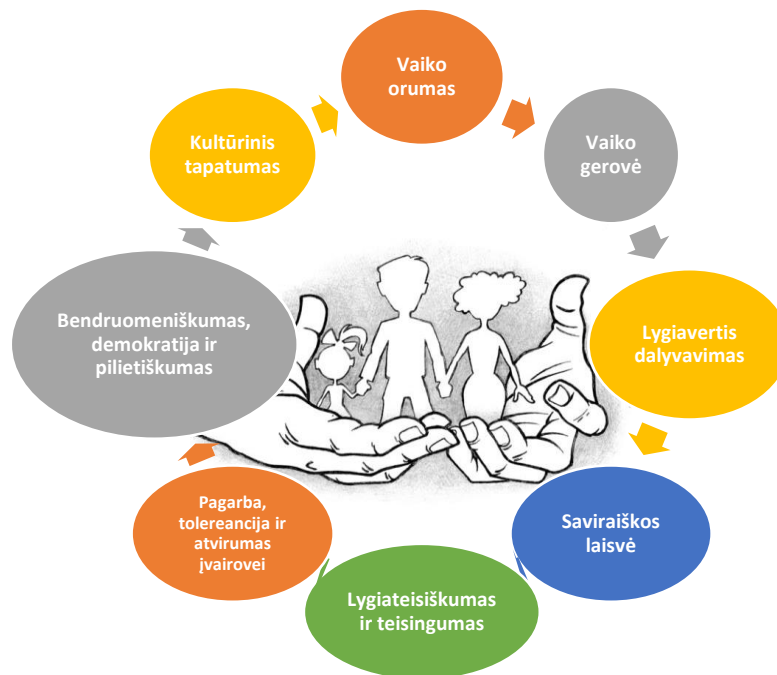 Vaiko
orumas
Vaiko
gerovė
Lygiavertis
dalyvavimas
Saviraiškos
laisvė
Lygiateisiškumas
ir teisingumas
Pagarba,
tolereancija ir
atvirumas
įvairovei
Bendruomeniškumas,
demokratija ir
pilietiškumas
Kultūrinis
tapatumas